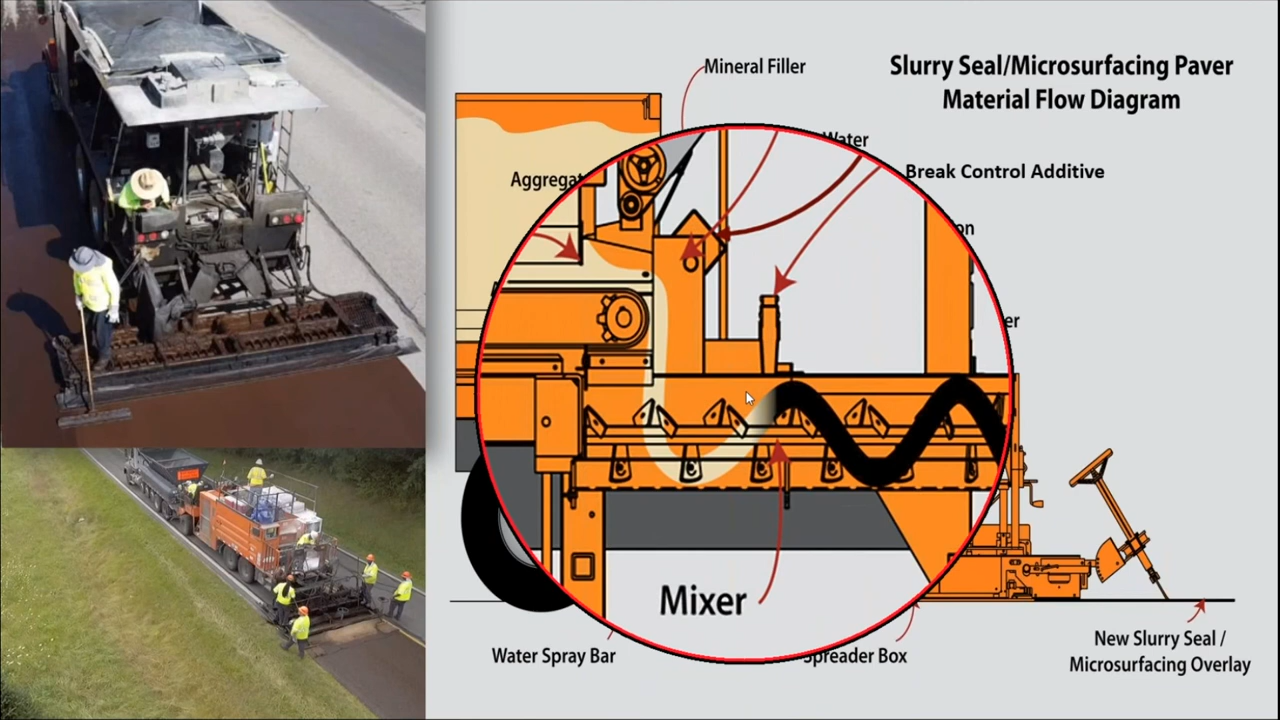 Slurry Seal/Microsurfacing Paver
Material Flow Diagram
Mineral Filler
Water
Break Control Additive
Mixer
Water Spray Bar
Spreader Box
New Slurry Seal /
Microsurfacing Overlay